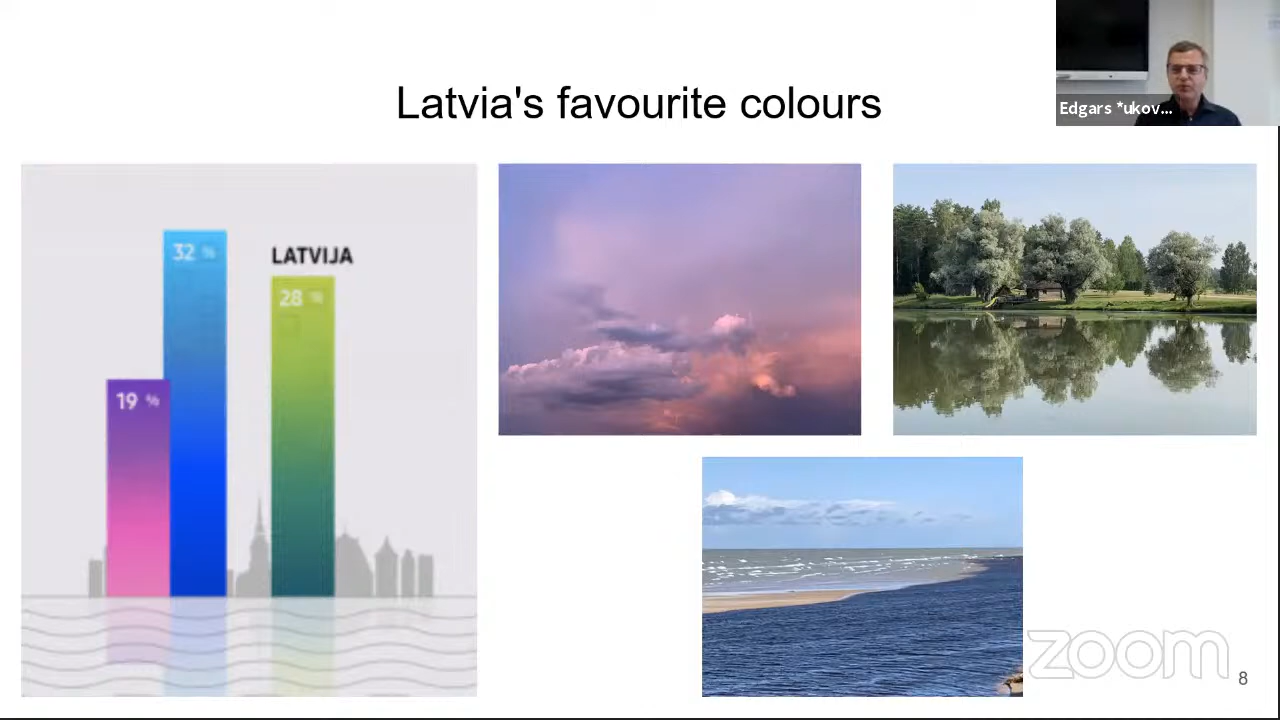 Latvia's favourite colours
Edgars *ukov...
32 %
LATVIJA
28 %
19 %
zoom
8